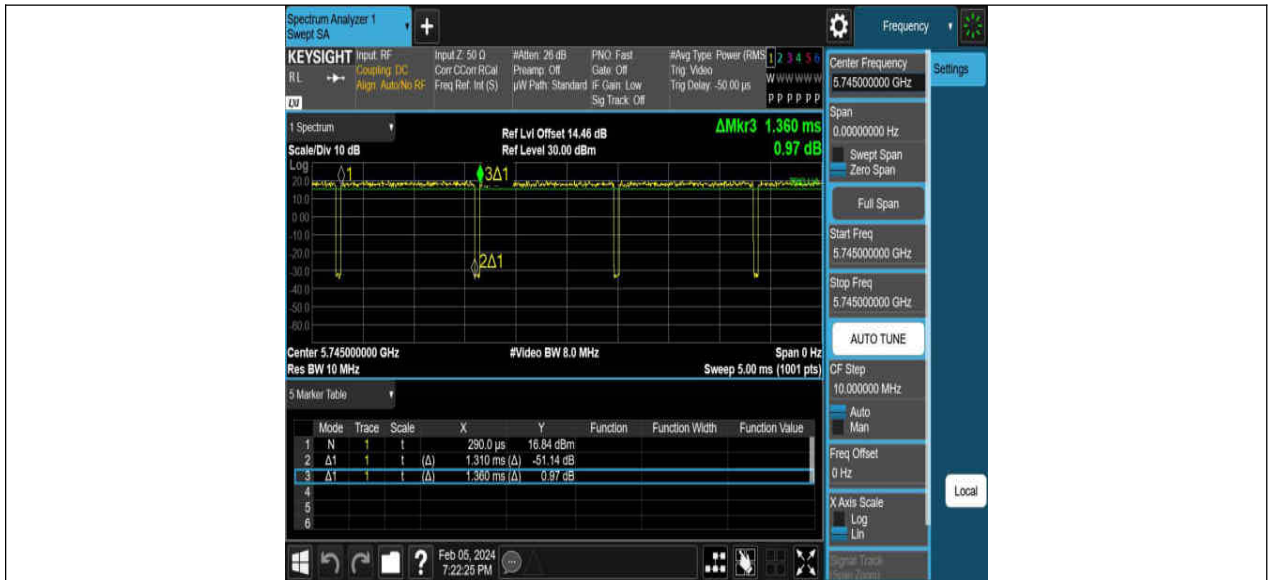 Spectrum Analyzer 1
Swept SA
+
Frequency
KEYSIGHT
RL
Input: RF
Coupling: DC
Align: Auto/No RF
Input Z: 50 Ω
Corr CCorr RCal
Freq Ref: Int (S)
#Atten: 26 dB
Preamp: Off
µW Path: Standard
PNO: Fast
Gate: Off
IF Gain: Low
Sig Track: Off
#Avg Type: Power (RMS
Trig: Video
Trig Delay: -50.00 µs
1 2 3 4 5 6
W W W W W W
P P P P P P
1 Spectrum
Scale/Div 10 dB
Ref Lvl Offset 14.46 dB
Ref Level 30.00 dBm
ΔMkr3 1.360 ms
0.97 dB
Log
20.0
10.0
0.00
-10.0
-20.0
-30.0
-40.0
-50.0
-60.0
1
3Δ1
2Δ1
Center 5.745000000 GHz
#Video BW 8.0 MHz
Span 0 Hz
Res BW 10 MHz
Sweep 5.00 ms (1001 pts)
5 Marker Table
Mode Trace Scale X Y Function Function Width Function Value
1 N 1 t 290.0 µs 16.84 dBm
2 Δ1 1 t (Δ) 1.310 ms (Δ) -51.14 dB
3 Δ1 1 t (Δ) 1.360 ms (Δ) 0.97 dB
4
5
6
?
Feb 05, 2024
7:22:25 PM
Center Frequency
5.745000000 GHz
Settings
Span
0.00000000 Hz
Swept Span
Zero Span
Full Span
Start Freq
5.745000000 GHz
Stop Freq
5.745000000 GHz
AUTO TUNE
CF Step
10.000000 MHz
Auto
Man
Freq Offset
0 Hz
X Axis Scale
Log
Lin
Local
Signal Track
(Span Zoom)